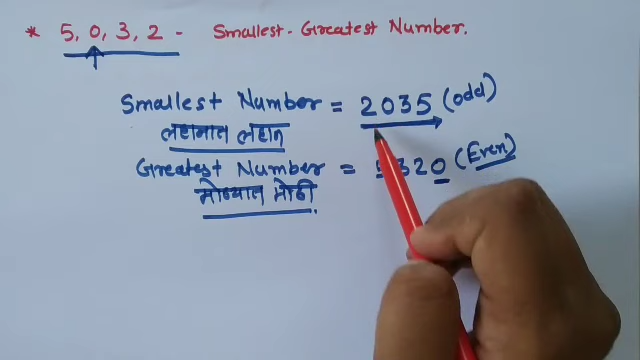 * 5, 0, 3, 2 - Smallest - Greatest Number.
Smallest Number = 2035 (odd)
लहानात लहान
Greatest Number = 5320 (Even)
मोठ्यात मोठी